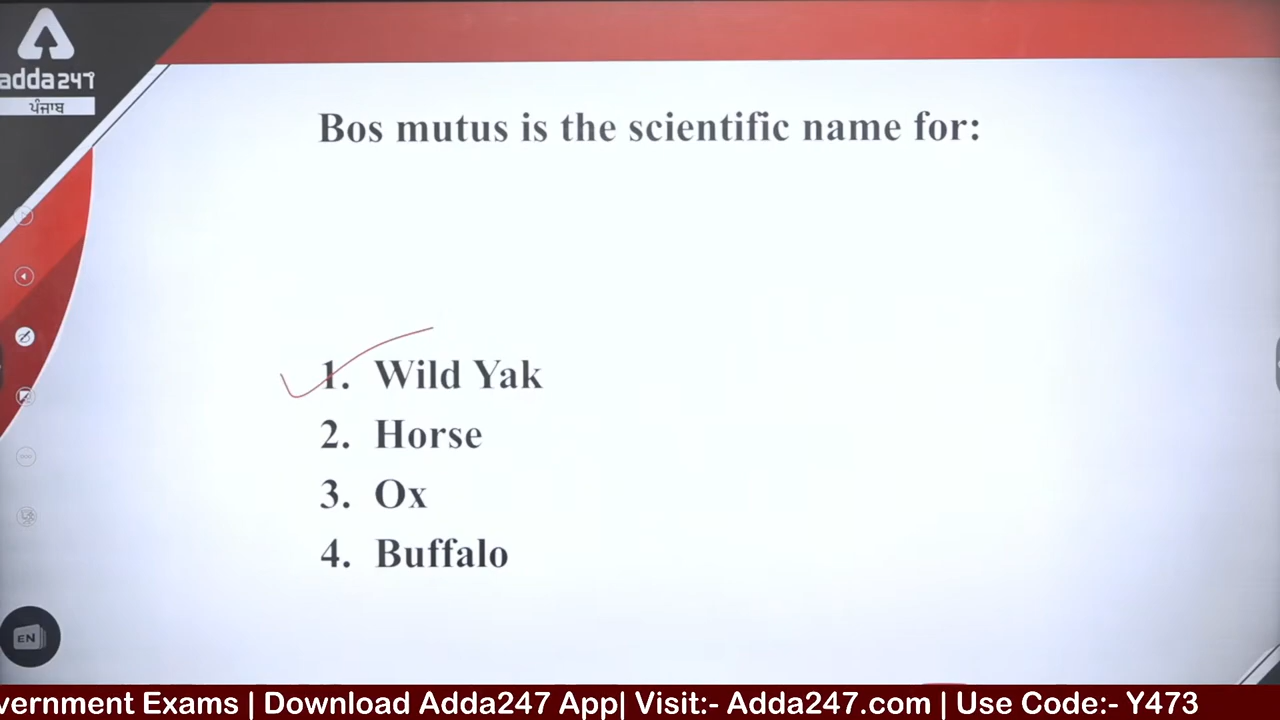 adda247
ਪੰਜਾਬ
Bos mutus is the scientific name for:
1. Wild Yak
2. Horse
3. Ox
4. Buffalo
EN
vernment Exams | Download Adda247 App| Visit:- Adda247.com | Use Code:- Y473